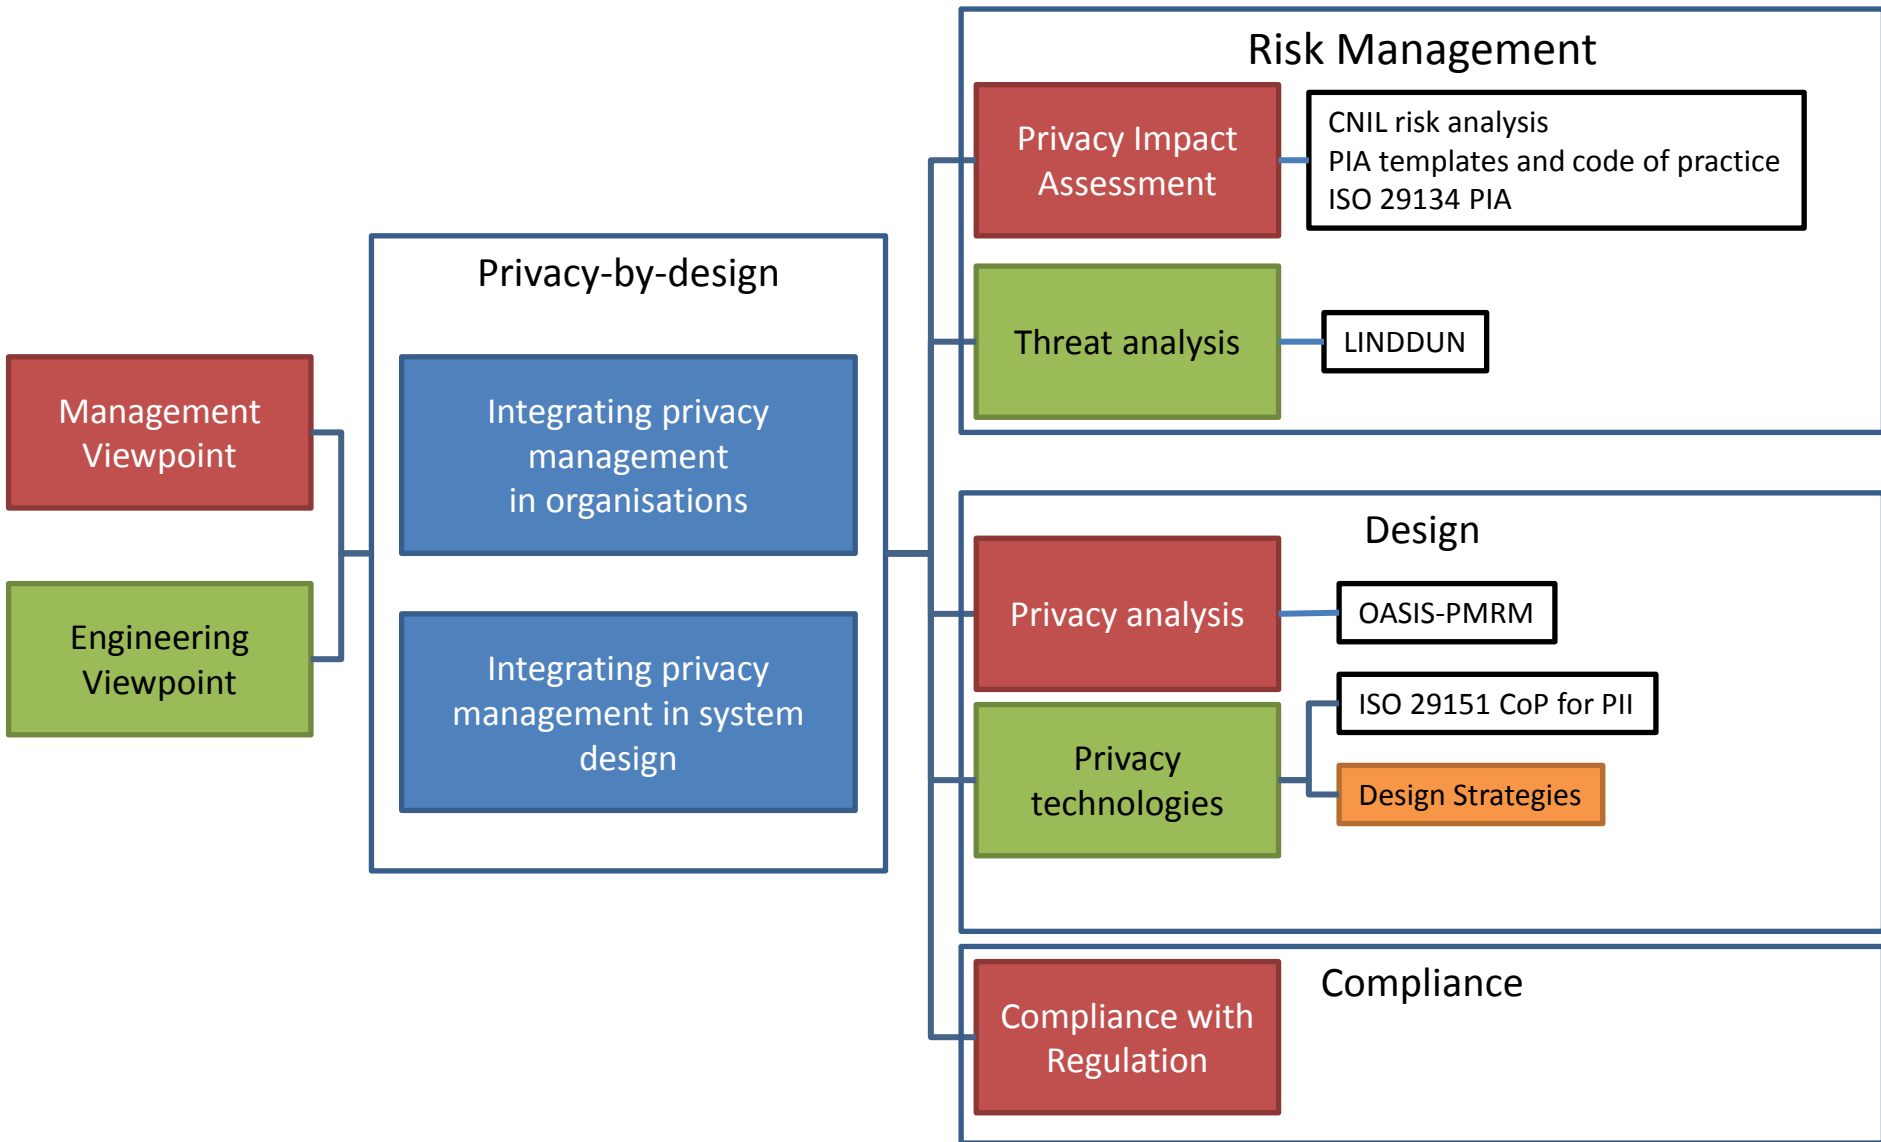 Management
Viewpoint
Engineering
Viewpoint
Privacy-by-design
Integrating privacy
management
in organisations
Integrating privacy
management in system
design
Risk Management
Privacy Impact
Assessment
CNIL risk analysis
PIA templates and code of practice
ISO 29134 PIA
Threat analysis
LINDDUN
Design
Privacy analysis
OASIS-PMRM
Privacy
technologies
ISO 29151 CoP for PII
Design Strategies
Compliance
Compliance with
Regulation